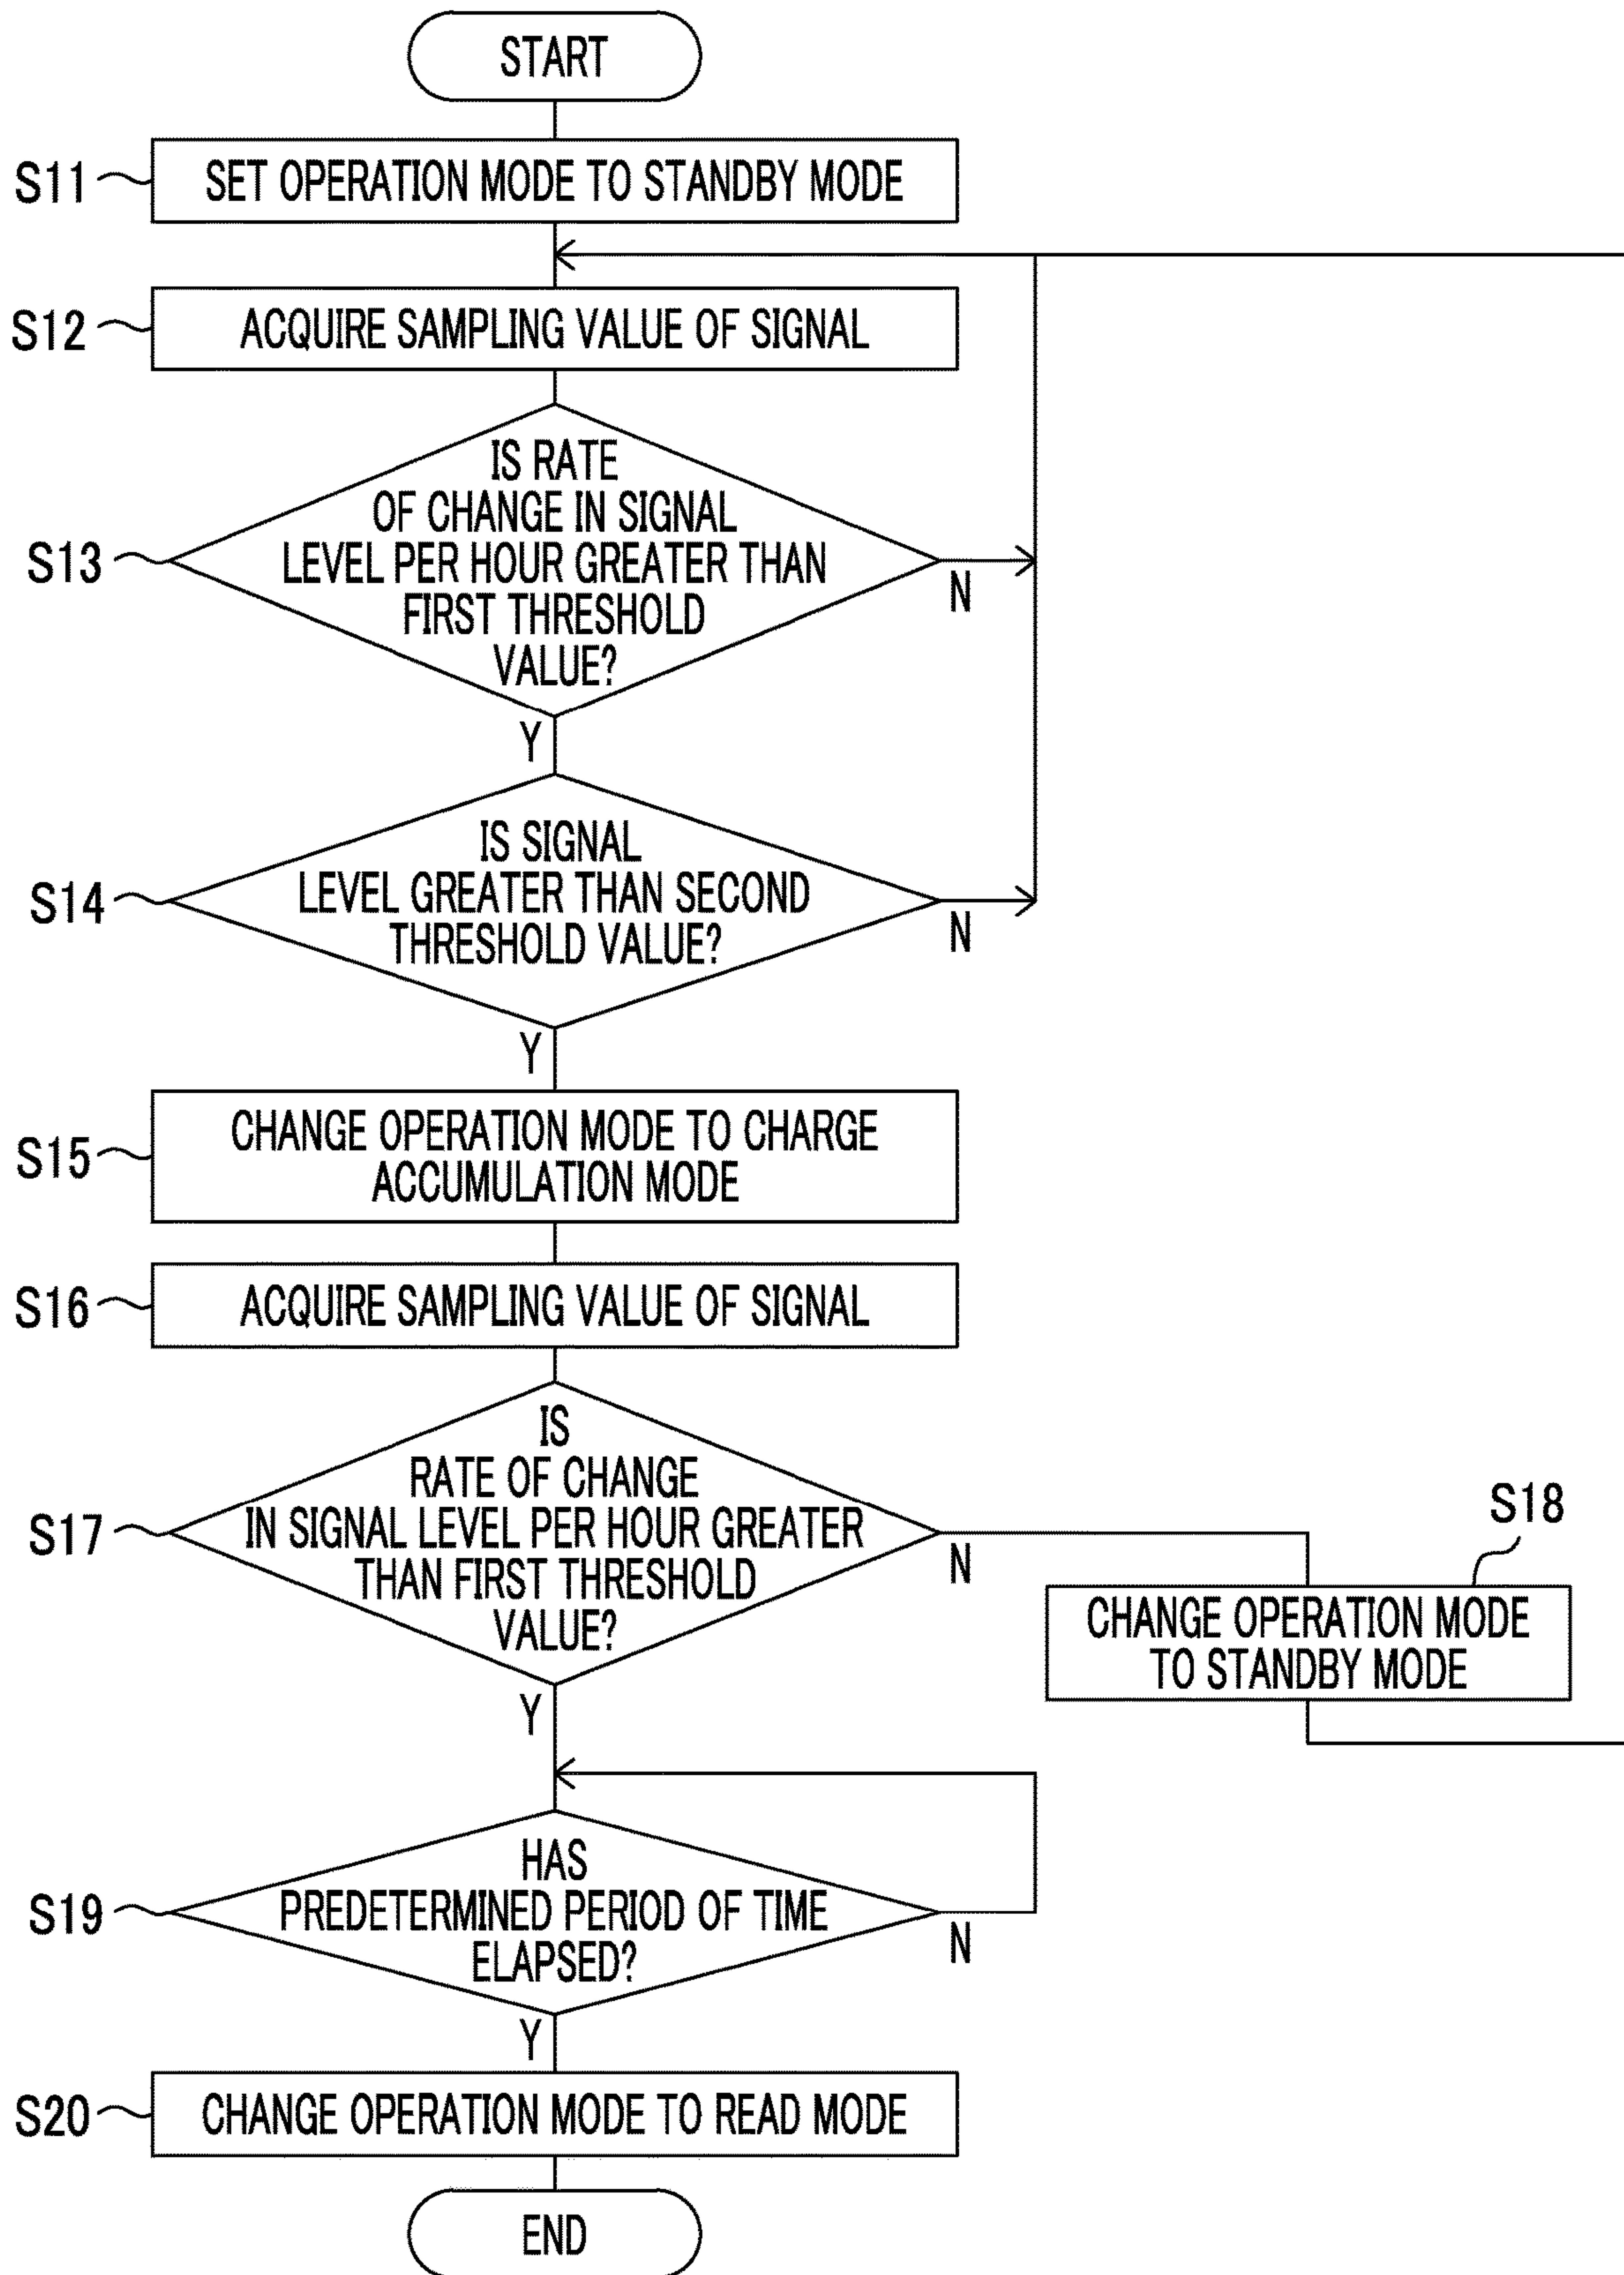 START
S11
SET OPERATION MODE TO STANDBY MODE
S12
ACQUIRE SAMPLING VALUE OF SIGNAL
S13
IS RATE
OF CHANGE IN SIGNAL
LEVEL PER HOUR GREATER THAN
FIRST THRESHOLD
VALUE?
N
Y
S14
IS SIGNAL
LEVEL GREATER THAN SECOND
THRESHOLD VALUE?
N
Y
S15
CHANGE OPERATION MODE TO CHARGE
ACCUMULATION MODE
S16
ACQUIRE SAMPLING VALUE OF SIGNAL
S17
IS
RATE OF CHANGE
IN SIGNAL LEVEL PER HOUR GREATER
THAN FIRST THRESHOLD
VALUE?
N
Y
S18
CHANGE OPERATION MODE
TO STANDBY MODE
S19
HAS
PREDETERMINED PERIOD OF TIME
ELAPSED?
N
Y
S20
CHANGE OPERATION MODE TO READ MODE
END